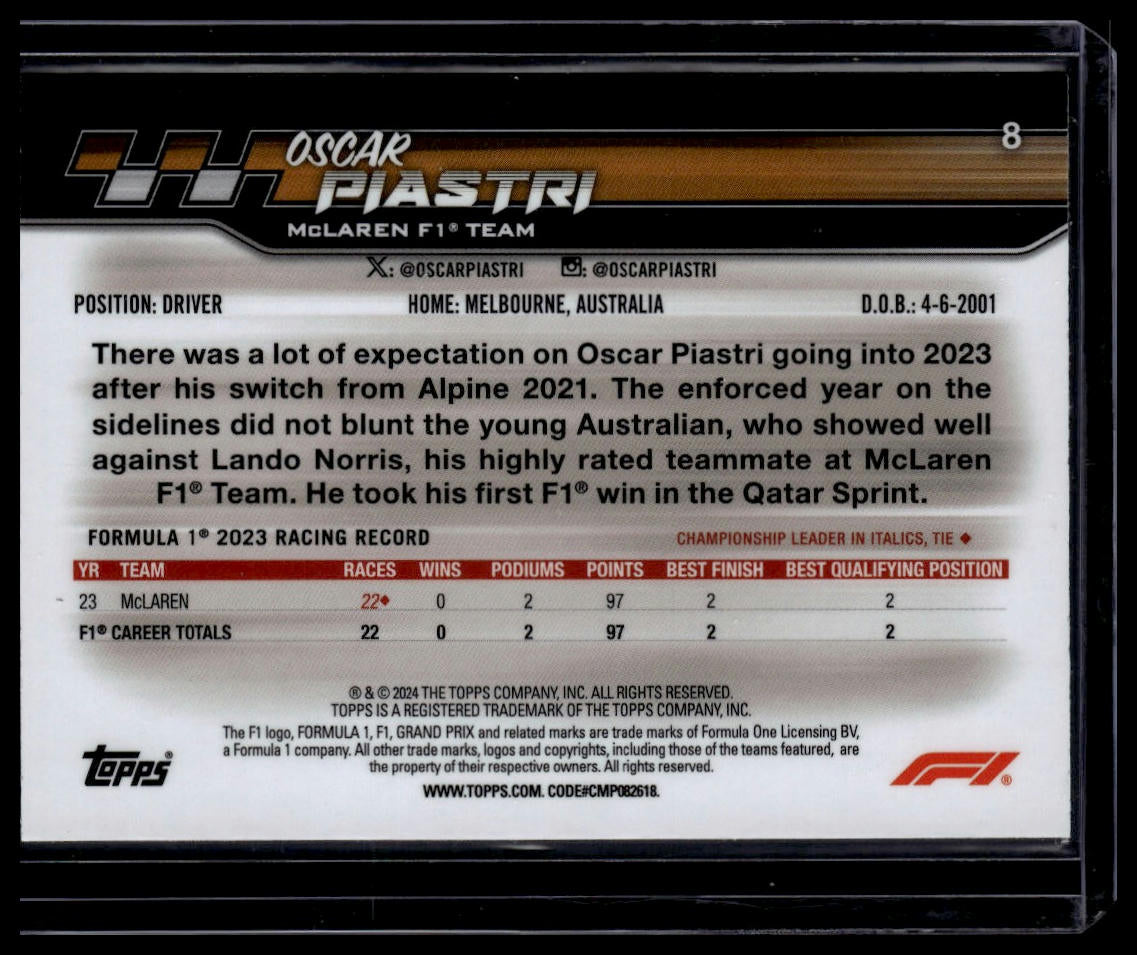 8
OSCAR
PIASTRI
McLAREN F1® TEAM
X: @OSCARPIASTRI : @OSCARPIASTRI
POSITION: DRIVER HOME: MELBOURNE, AUSTRALIA D.O.B.: 4-6-2001
There was a lot of expectation on Oscar Piastri going into 2023
after his switch from Alpine 2021. The enforced year on the
sidelines did not blunt the young Australian, who showed well
against Lando Norris, his highly rated teammate at McLaren
F1® Team. He took his first F1® win in the Qatar Sprint.
FORMULA 1® 2023 RACING RECORD CHAMPIONSHIP LEADER IN ITALICS, TIE ◆
YR TEAM RACES WINS PODIUMS POINTS BEST FINISH BEST QUALIFYING POSITION
23 McLAREN 22◆ 0 2 97 2 2
F1® CAREER TOTALS 22 0 2 97 2 2
® & © 2024 THE TOPPS COMPANY, INC. ALL RIGHTS RESERVED.
TOPPS IS A REGISTERED TRADEMARK OF THE TOPPS COMPANY, INC.
The F1 logo, FORMULA 1, F1, GRAND PRIX and related marks are trade marks of Formula One Licensing BV,
a Formula 1 company. All other trade marks, logos and copyrights, including those of the teams featured, are
the property of their respective owners. All rights reserved.
WWW.TOPPS.COM. CODE#CMP082618.
Topps®
F1®